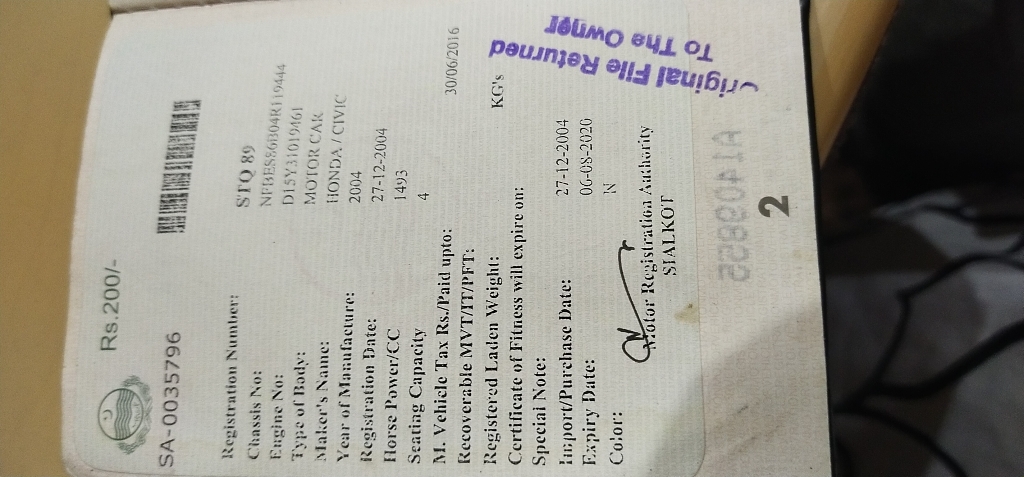 Rs.200/-
SA-0035796
Registration Number: STQ 89
Chassis No: NFBES86B04R119444
Engine No: D15Y31019461
Type of Body: MOTOR CAR
Maker's Name: HONDA / CIVIC
Year of Manufacture: 2004
Registration Date: 27-12-2004
Horse Power/CC 1493
Seating Capacity 4
M. Vehicle Tax Rs./Paid upto: 30/06/2016
Recoverable MVT/IT/PFT:
Registered Laden Weight: KG's
Certificate of Fitness will expire on:
Special Note:
Import/Purchase Date: 27-12-2004
Expiry Date: 06-08-2020
Color: N
Motor Registration Authority
SIALKOT
Original File Returned
To The Owner
A1409855
2